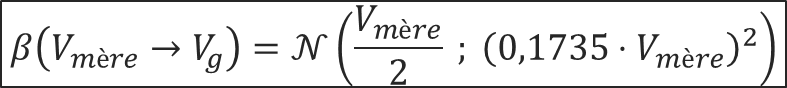 β(V_mère → V_g) = 𝒩(V_mère/2 ; (0,1735 · V_mère)²)